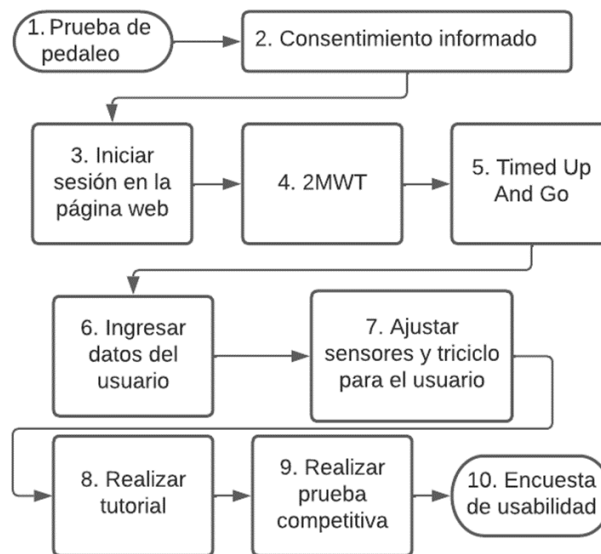 1. Prueba de
pedaleo
2. Consentimiento informado
3. Iniciar
sesión en la
página web
4. 2MWT
5. Timed Up
And Go
6. Ingresar
datos del
usuario
7. Ajustar
sensores y triciclo
para el usuario
8. Realizar
tutorial
9. Realizar
prueba
competitiva
10. Encuesta
de usabilidad